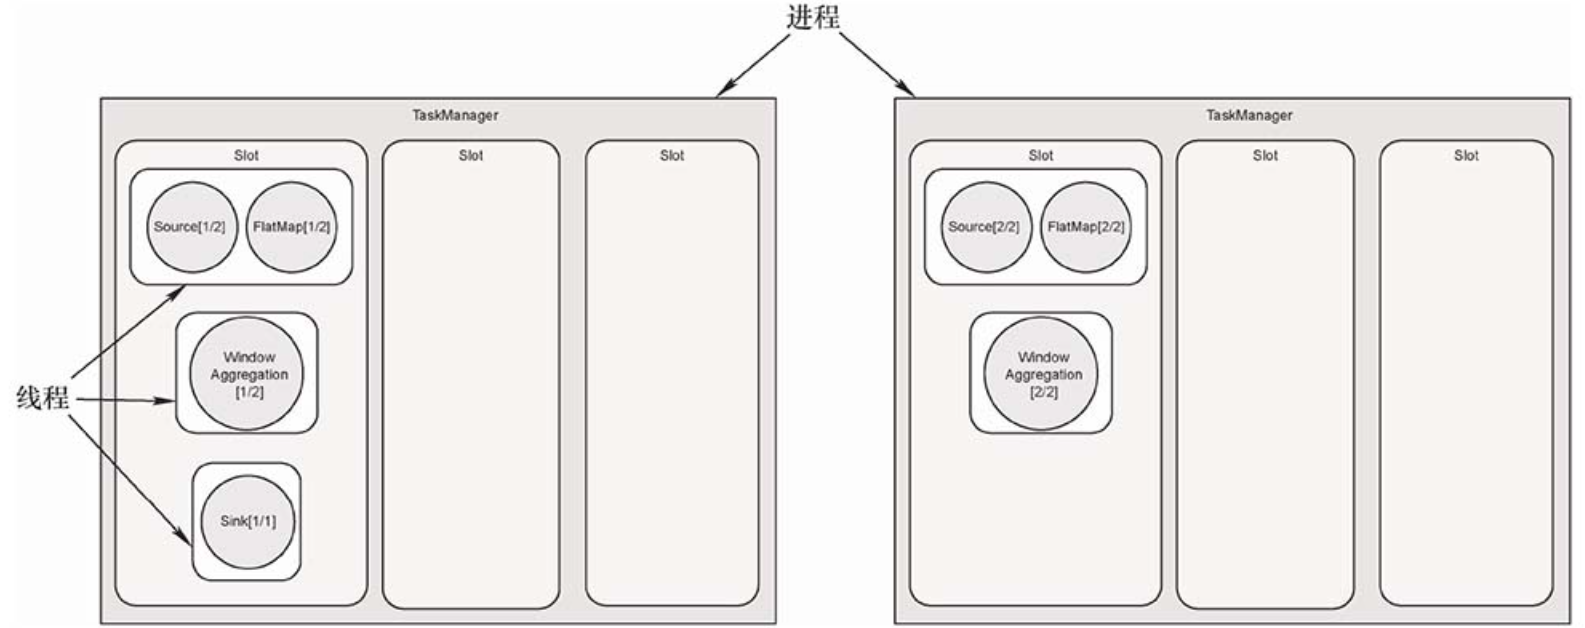 进程
TaskManager
Slot
Slot
Slot
Source[1/2]
FlatMap[1/2]
Window
Aggregation
[1/2]
Sink[1/1]
线程
TaskManager
Slot
Slot
Slot
Source[2/2]
FlatMap[2/2]
Window
Aggregation
[2/2]